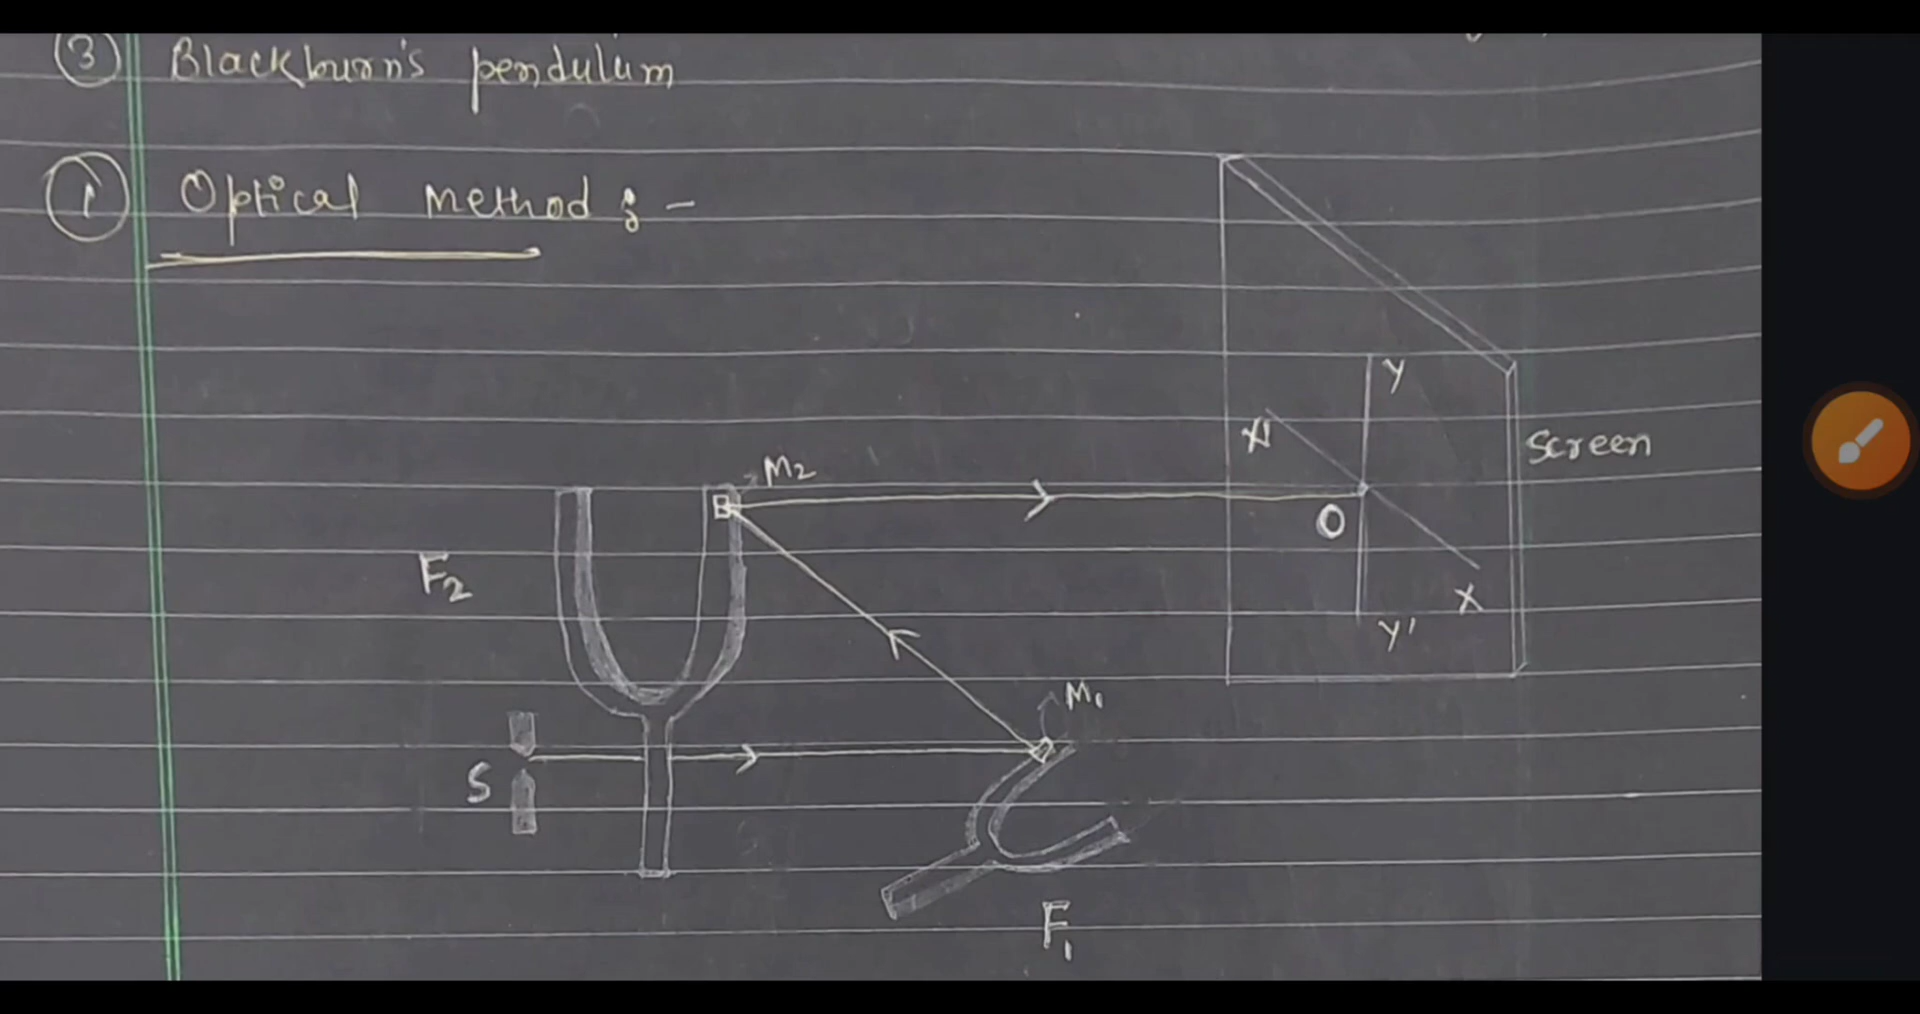 ③ Blackburn's pendulum
① Optical method :-
Y
X'
Screen
M2
O
F2
X
Y'
M1
S
F1